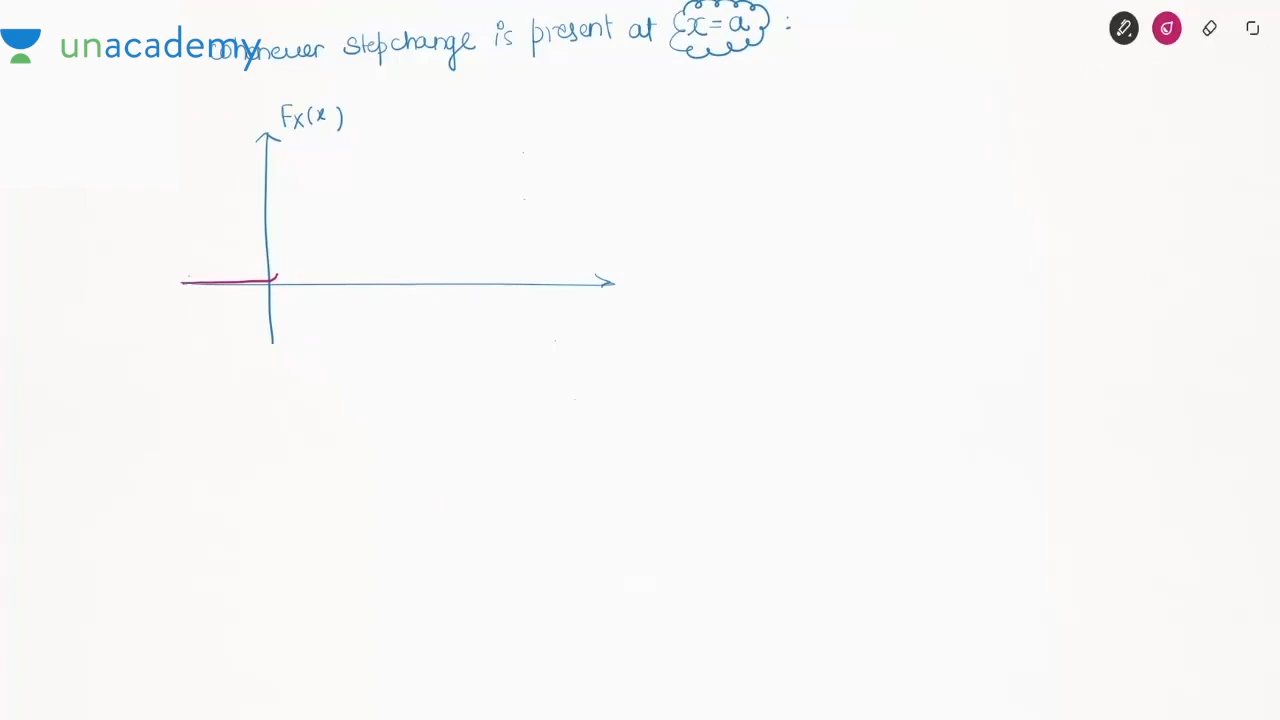 unacademy
whenever stepchange is present at x=a :
Fx(x)